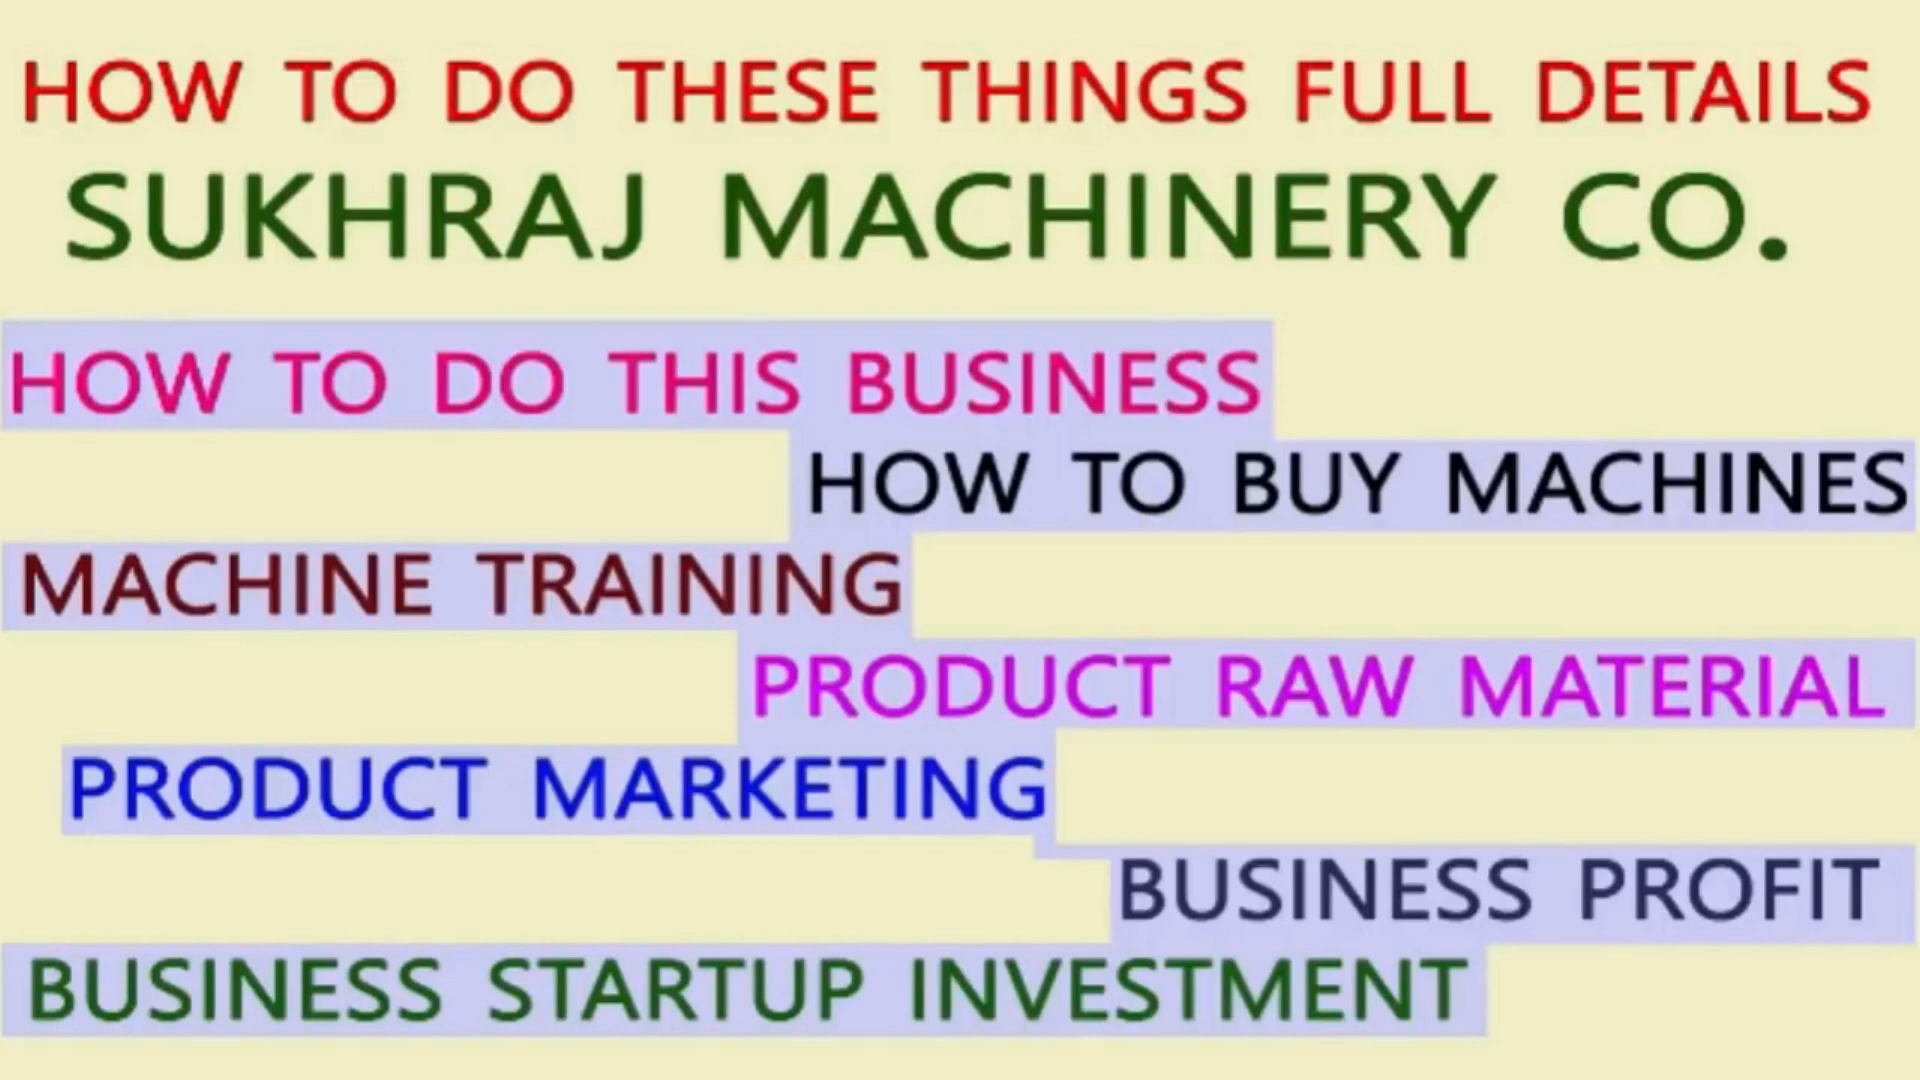 HOW TO DO THESE THINGS FULL DETAILS
SUKHRAJ MACHINERY CO.
HOW TO DO THIS BUSINESS
HOW TO BUY MACHINES
MACHINE TRAINING
PRODUCT RAW MATERIAL
PRODUCT MARKETING
BUSINESS PROFIT
BUSINESS STARTUP INVESTMENT